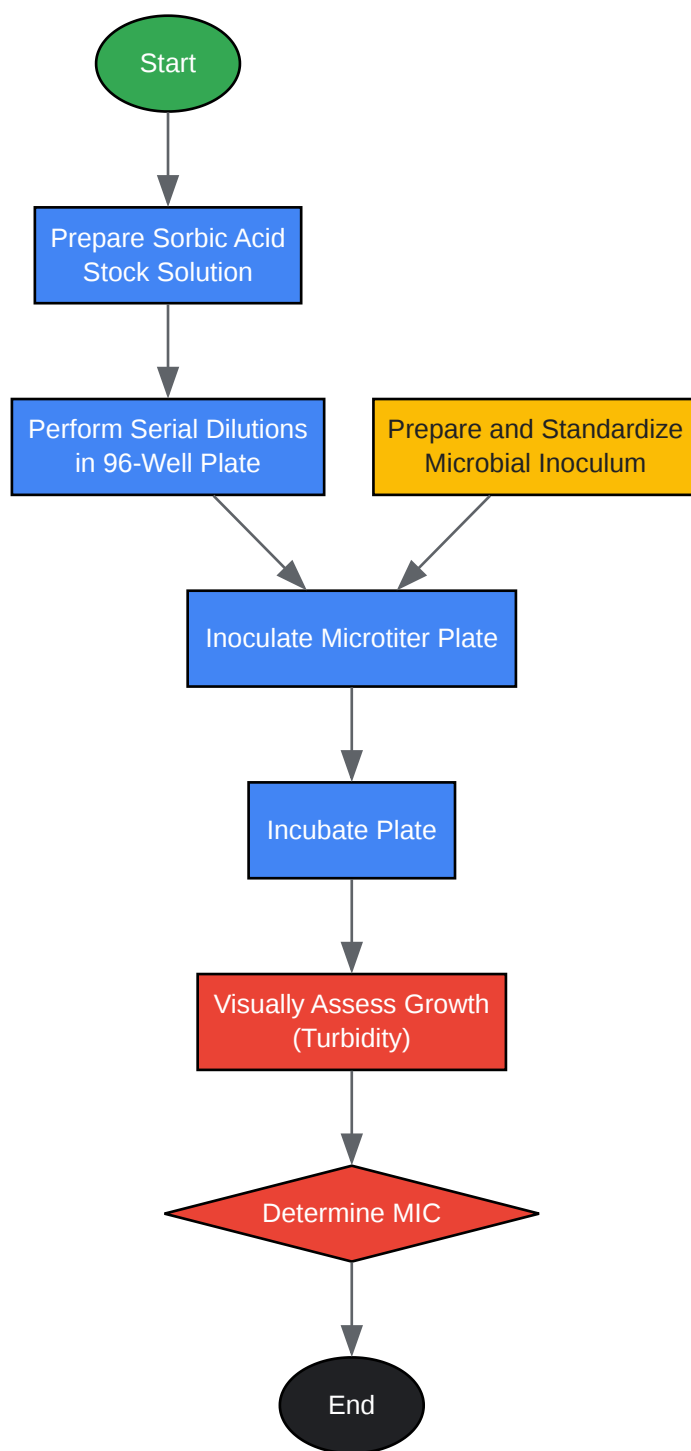 Start
Prepare Sorbic Acid
Stock Solution
Perform Serial Dilutions
in 96-Well Plate
Prepare and Standardize
Microbial Inoculum
Inoculate Microtiter Plate
Incubate Plate
Visually Assess Growth
(Turbidity)
Determine MIC
End